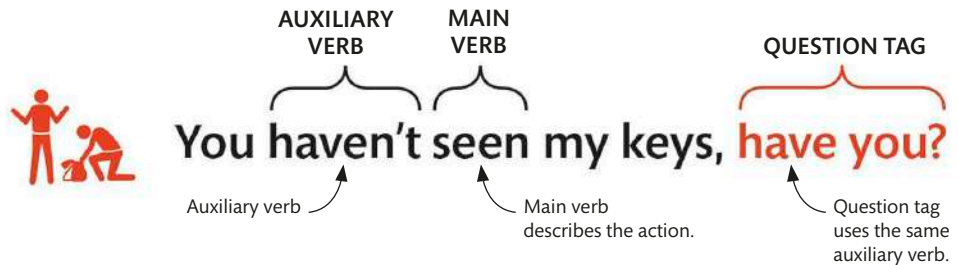 AUXILIARY
VERB
MAIN
VERB
QUESTION TAG
You haven't seen my keys, have you?
Auxiliary verb
Main verb
describes the action.
Question tag
uses the same
auxiliary verb.